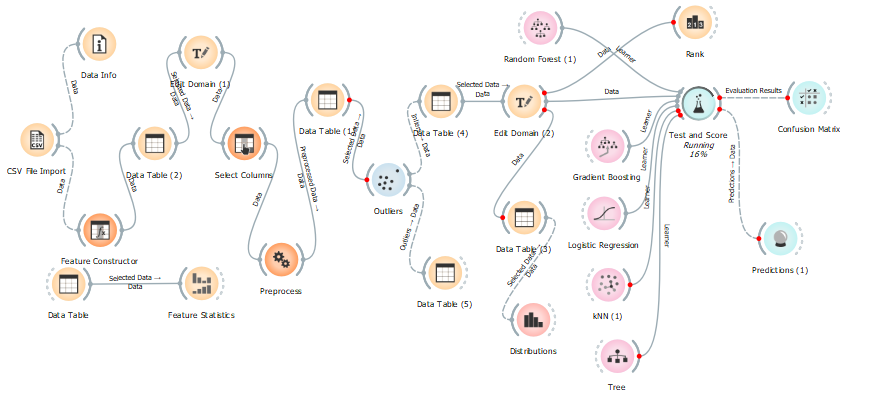 Random Forest (1)
Rank
Data
Learner
Data Info
Edit Domain (1)
Data
Selected Data →
Data
Data
Data Table (1)
Selected Data →
Data
Data Table (4)
Selected Data →
Data
Edit Domain (2)
Data
Test and Score
Running
16%
Evaluation Results
Confusion Matrix
CSV File Import
CSV
Data
Data Table (2)
Data
Select Columns
Preprocessed Data →
Data
Outliers
Data
Learner
Gradient Boosting
Learner
Predictions → Data
Data
Feature Constructor
Preprocess
Outliers → Data
Data Table (3)
Selected Data →
Data
Logistic Regression
Learner
Learner
Predictions (1)
Data Table
Selected Data →
Data
Feature Statistics
Data Table (5)
Distributions
kNN (1)
Tree